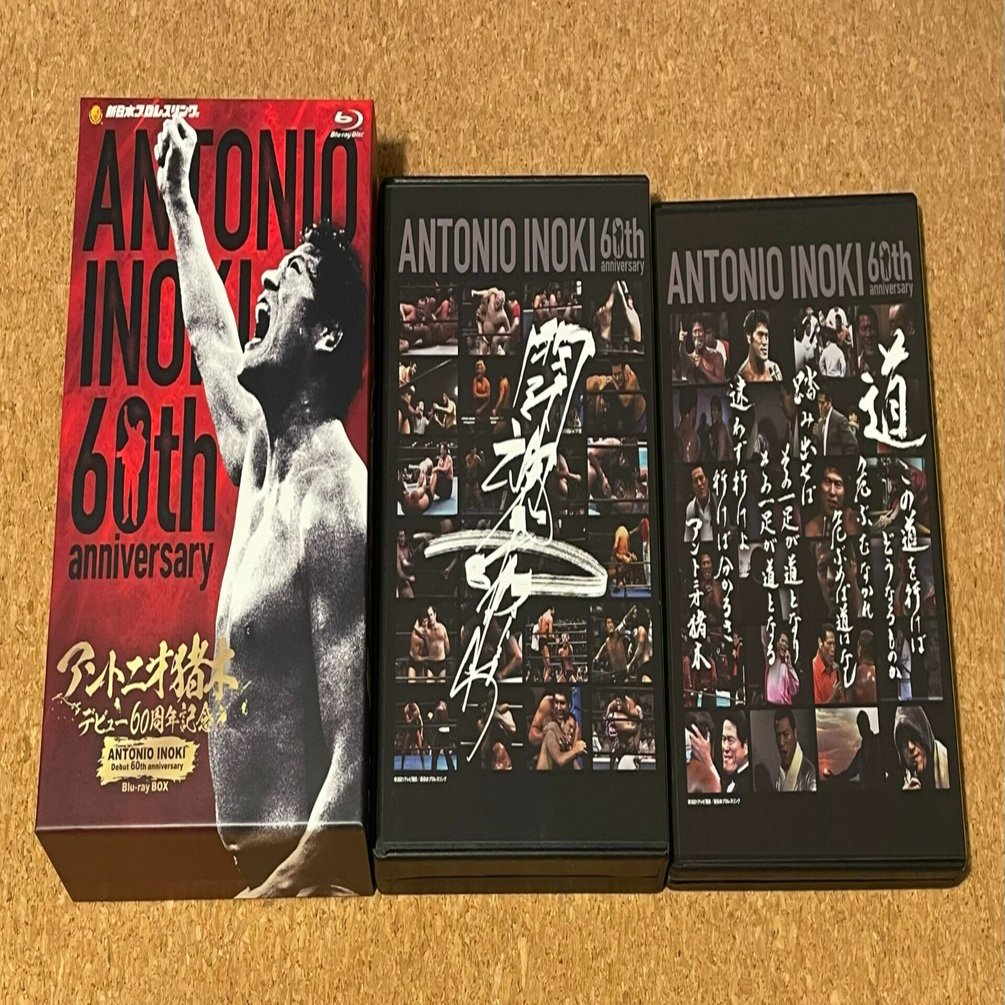 新日本プロレスリング
Blu-ray Disc
ANTONIO
INOKI
60th
anniversary
アントニオ猪木
デビュー60周年記念
ANTONIO INOKI
Debut 60th anniversary
Blu-ray BOX
ANTONIO INOKI 60th
anniversary
闘魂
ANTONIO INOKI 60th
anniversary
道
この道を行けば
どうなるものか
危ぶむなかれ
危ぶめば道はなし
踏み出せば
その一足が道となり
その一足が道となる
迷わず行けよ
行けば分かるさ
アントニオ猪木